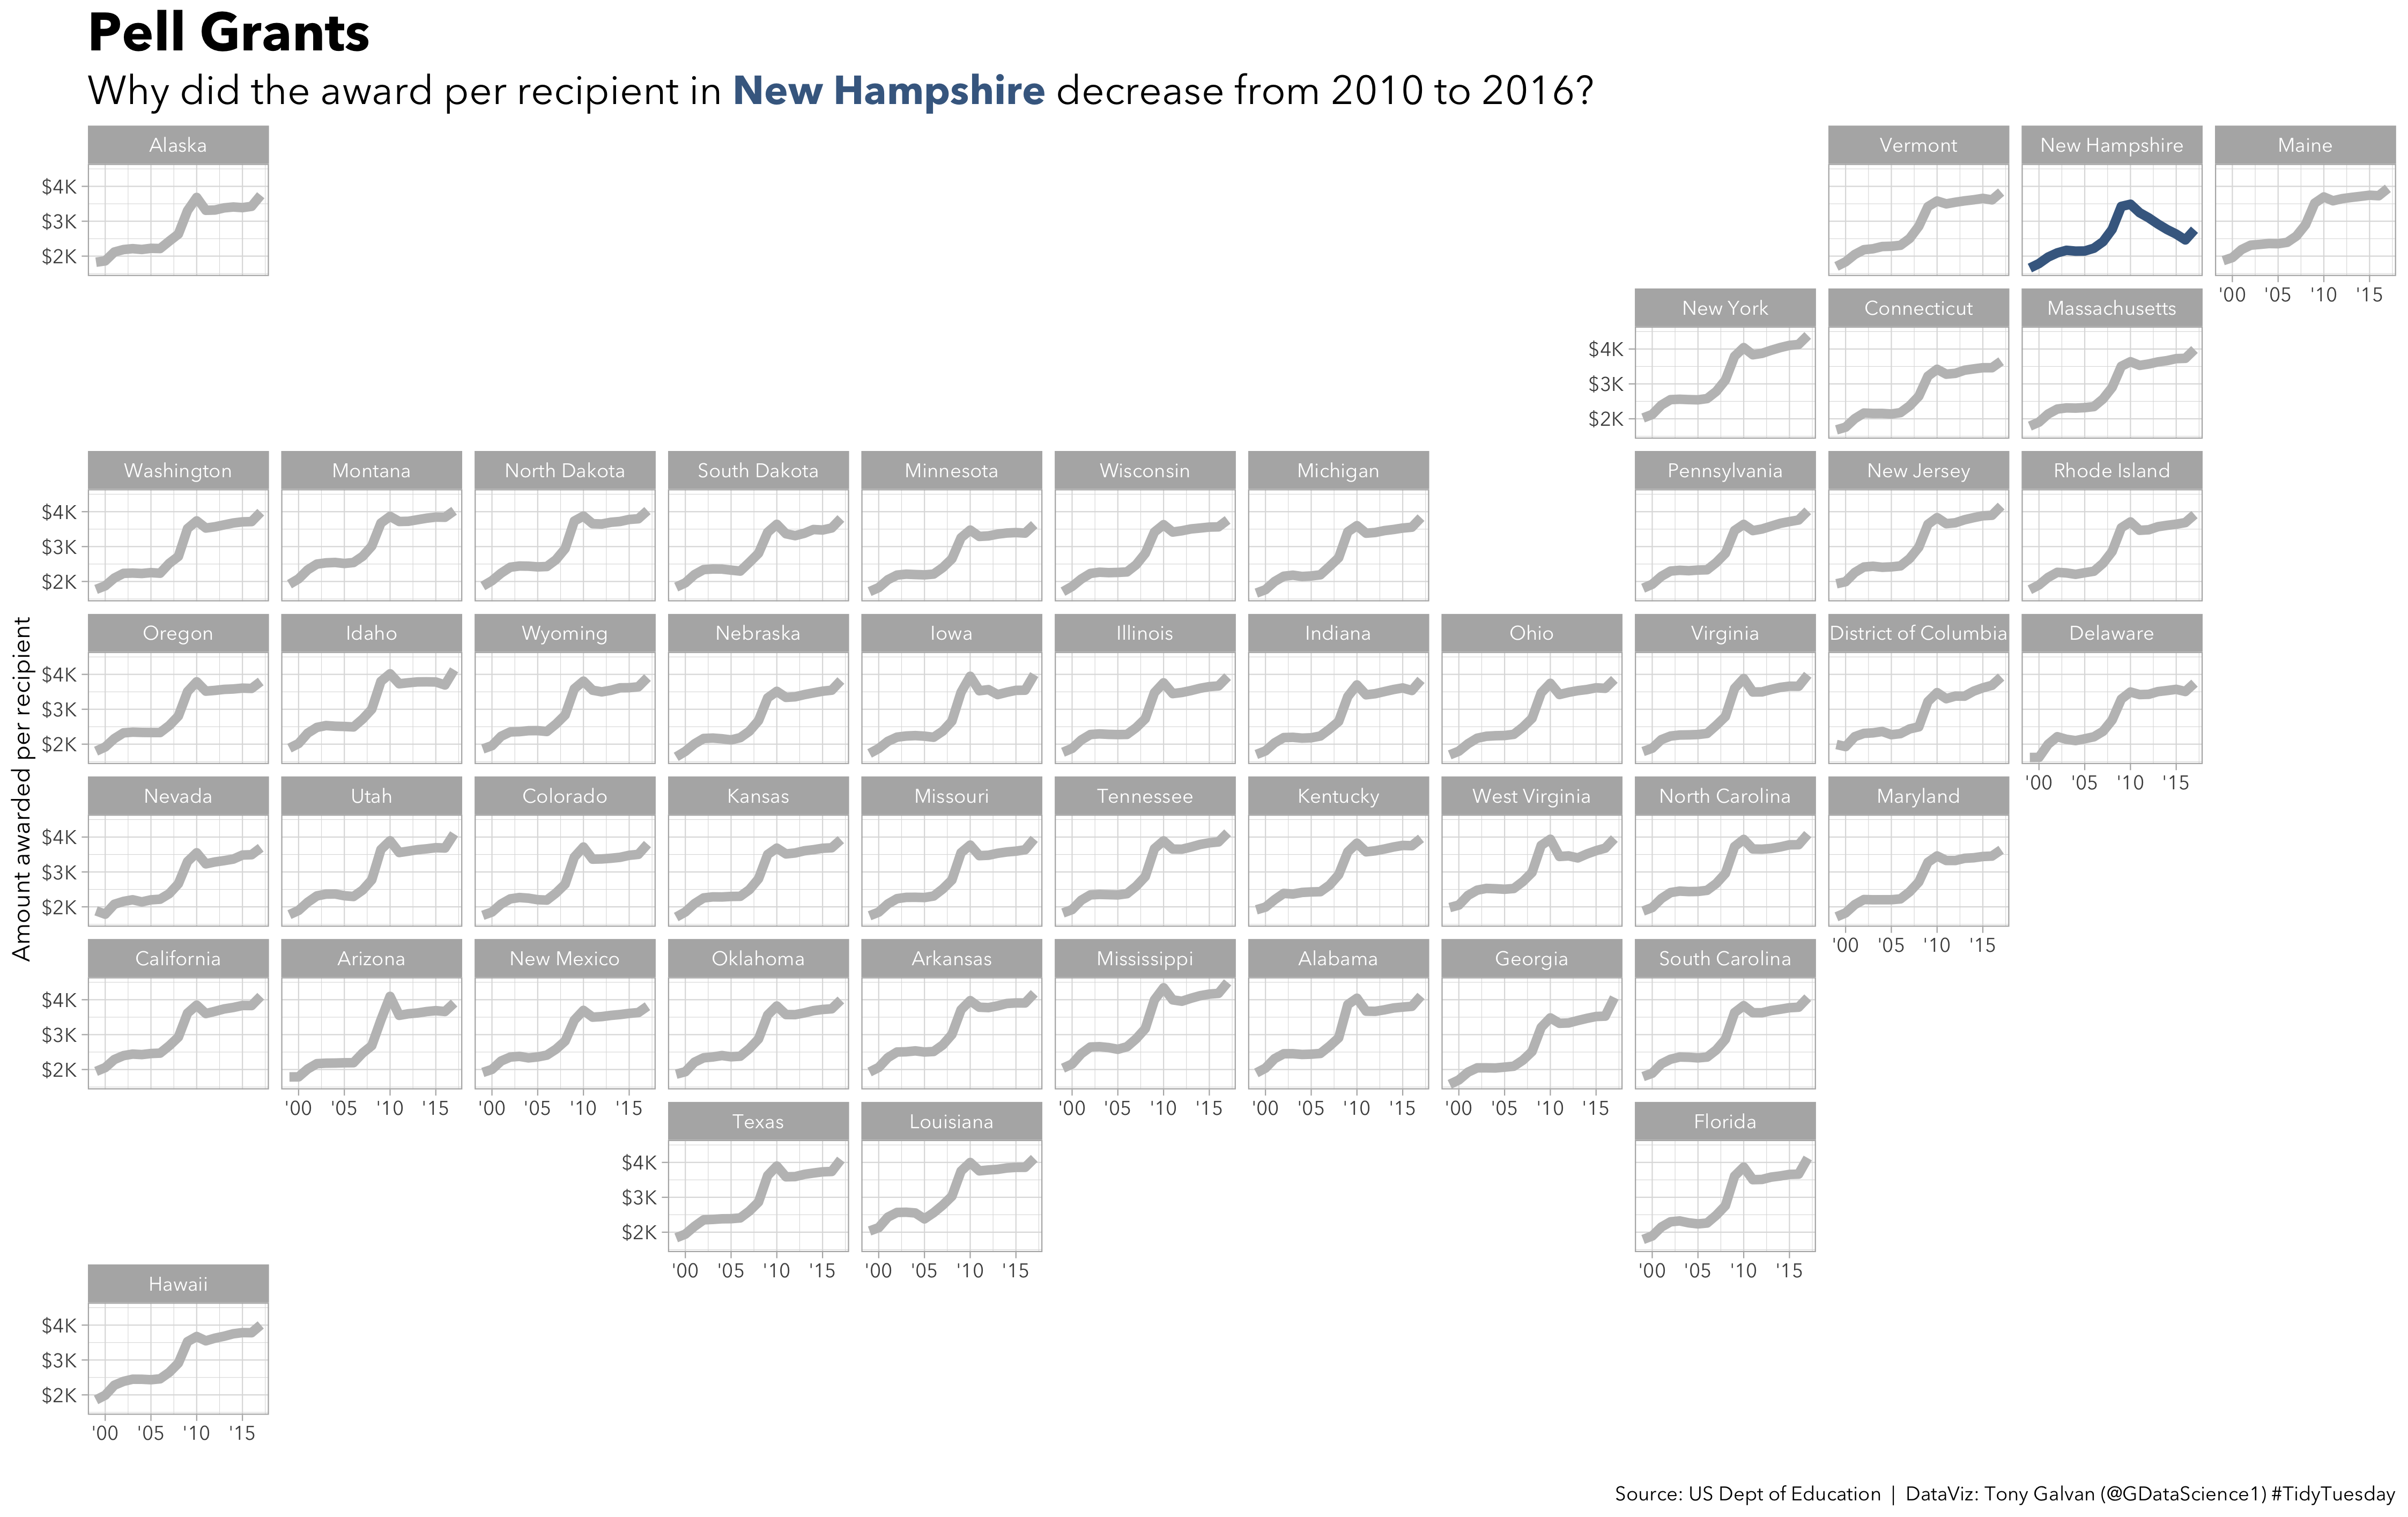 Pell Grants
Why did the award per recipient in New Hampshire decrease from 2010 to 2016?
Alaska
Vermont
New Hampshire
Maine
$4K
$3K
$2K
'00 '05 '10 '15
New York
Connecticut
Massachusetts
$4K
$3K
$2K
Washington
Montana
North Dakota
South Dakota
Minnesota
Wisconsin
Michigan
Pennsylvania
New Jersey
Rhode Island
$4K
$3K
$2K
Amount awarded per recipient
Oregon
Idaho
Wyoming
Nebraska
Iowa
Illinois
Indiana
Ohio
Virginia
District of Columbia
Delaware
$4K
$3K
$2K
'00 '05 '10 '15
Nevada
Utah
Colorado
Kansas
Missouri
Tennessee
Kentucky
West Virginia
North Carolina
Maryland
$4K
$3K
$2K
'00 '05 '10 '15
California
Arizona
New Mexico
Oklahoma
Arkansas
Mississippi
Alabama
Georgia
South Carolina
$4K
$3K
$2K
'00 '05 '10 '15
'00 '05 '10 '15
'00 '05 '10 '15
'00 '05 '10 '15
'00 '05 '10 '15
Texas
Louisiana
Florida
$4K
$3K
$2K
'00 '05 '10 '15
'00 '05 '10 '15
'00 '05 '10 '15
Hawaii
$4K
$3K
$2K
'00 '05 '10 '15
Source: US Dept of Education | DataViz: Tony Galvan (@GDataScience1) #TidyTuesday